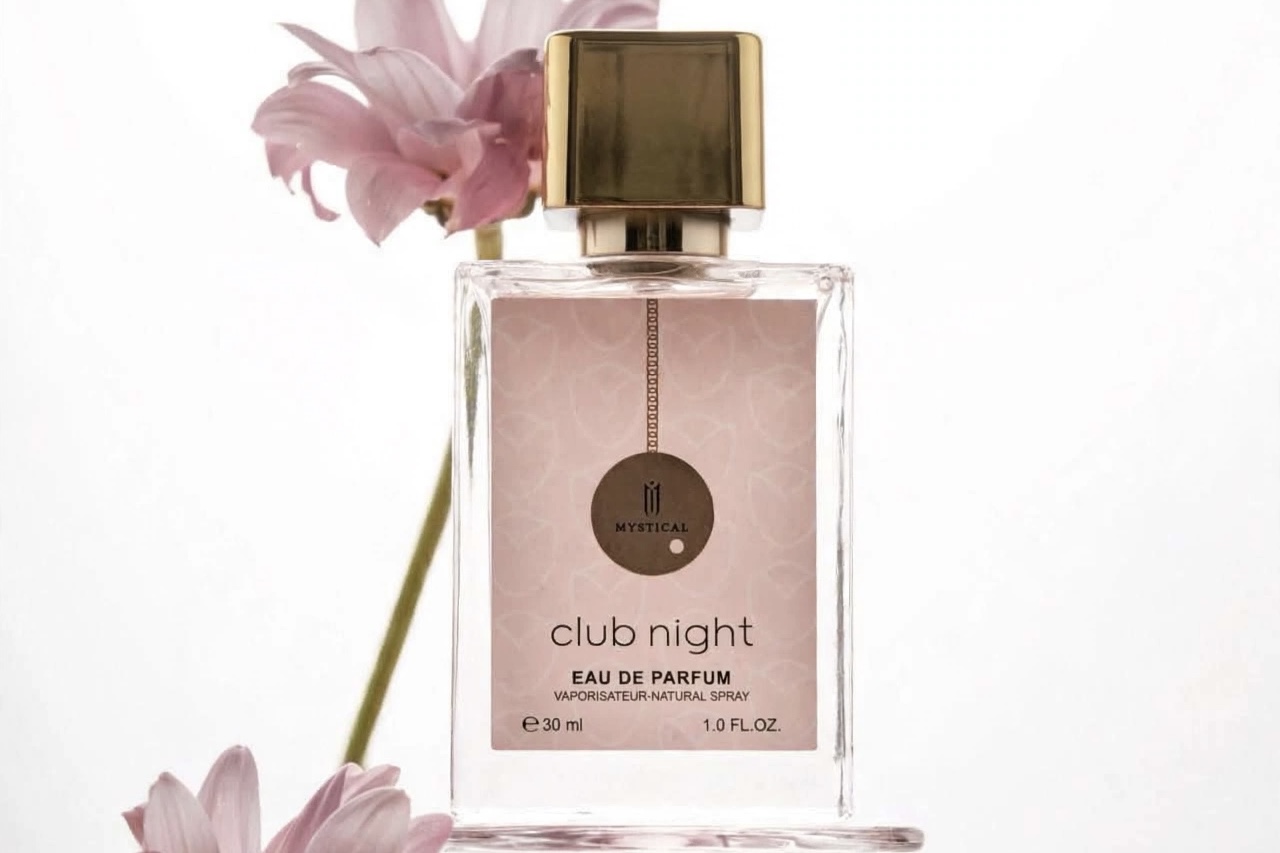 MYSTICAL
club night
EAU DE PARFUM
VAPORISATEUR-NATURAL SPRAY
℮ 30 ml 1.0 FL.OZ.